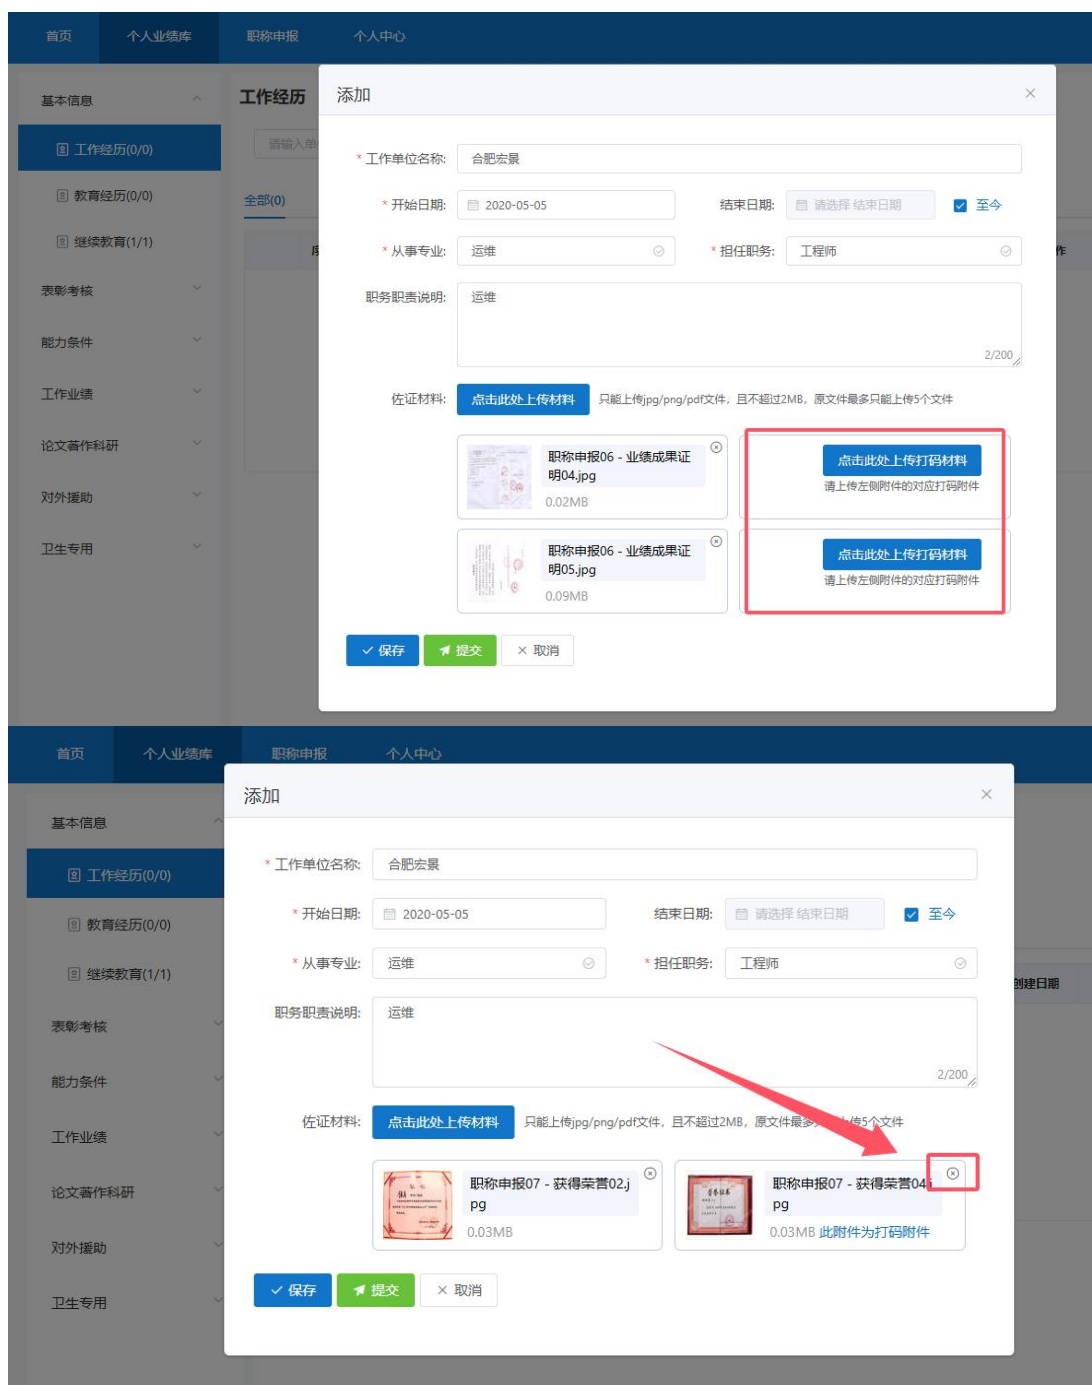 首页 个人业绩库 职称申报 个人中心
基本信息
工作经历(0/0)
教育经历(0/0)
继续教育(1/1)
表彰考核
能力条件
工作业绩
论文著作科研
对外援助
卫生专用
工作经历
请输入单
全部(0)
作
添加
* 工作单位名称: 合肥宏景
* 开始日期: 2020-05-05 结束日期: 请选择 结束日期 至今
* 从事专业: 运维 * 担任职务: 工程师
职务职责说明: 运维
2/200
佐证材料: 点击此处上传材料 只能上传jpg/png/pdf文件，且不超过2MB，原文件最多只能上传5个文件
职称申报06 - 业绩成果证
明04.jpg
0.02MB
点击此处上传打码材料
请上传左侧附件的对应打码附件
职称申报06 - 业绩成果证
明05.jpg
0.09MB
点击此处上传打码材料
请上传左侧附件的对应打码附件
保存 提交 取消
首页 个人业绩库 职称申报 个人中心
基本信息
工作经历(0/0)
教育经历(0/0)
继续教育(1/1)
表彰考核
能力条件
工作业绩
论文著作科研
对外援助
卫生专用
创建日期
添加
* 工作单位名称: 合肥宏景
* 开始日期: 2020-05-05 结束日期: 请选择 结束日期 至今
* 从事专业: 运维 * 担任职务: 工程师
职务职责说明: 运维
2/200
佐证材料: 点击此处上传材料 只能上传jpg/png/pdf文件，且不超过2MB，原文件最多 上传5个文件
职称申报07 - 获得荣誉02.j
pg
0.03MB
职称申报07 - 获得荣誉04.j
pg
0.03MB 此附件为打码附件
保存 提交 取消